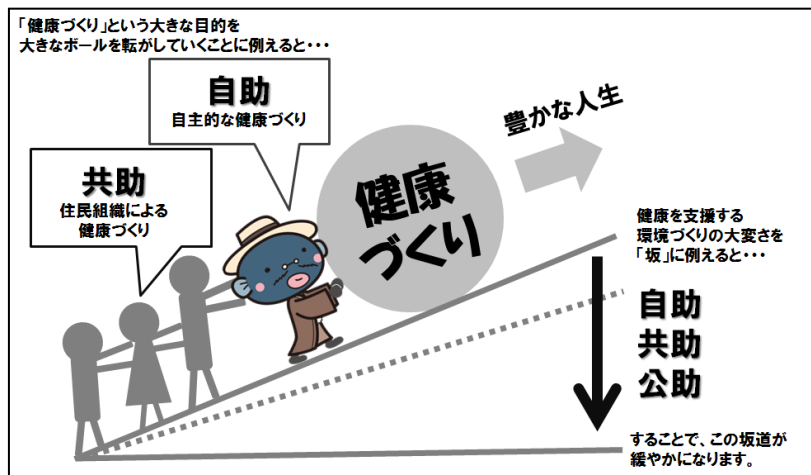 「健康づくり」という大きな目的を
大きなボールを転がしていくことに例えると・・・
自助
自主的な健康づくり
共助
住民組織による
健康づくり
健康
づくり
豊かな人生
健康を支援する
環境づくりの大変さを
「坂」に例えると・・・
自助
共助
公助
することで、この坂道が
緩やかになります。